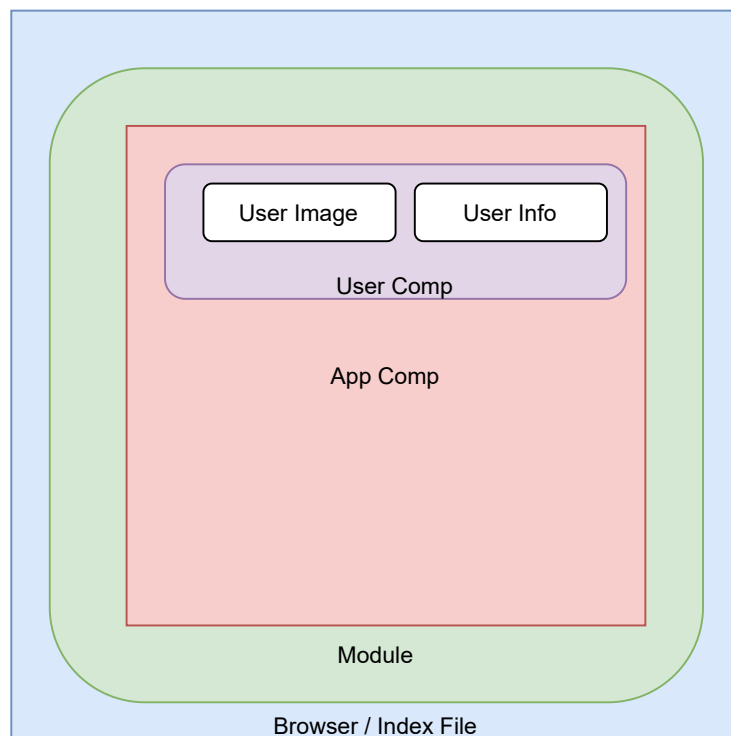 User Image
User Info
User Comp
App Comp
Module
Browser / Index File